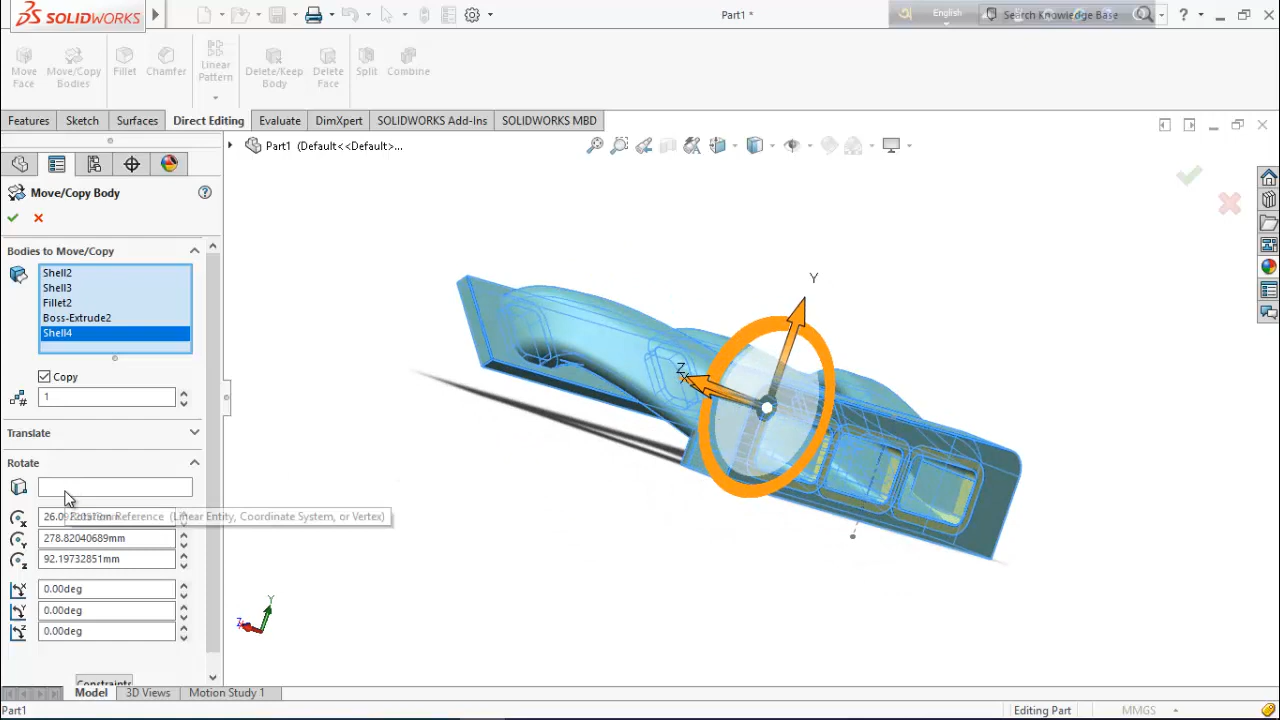 SOLIDWORKS
Part1 *
English
Search Knowledge Base
?
Move Face
Move/Copy Bodies
Fillet
Chamfer
Linear Pattern
Delete/Keep Body
Delete Face
Split
Combine
Features
Sketch
Surfaces
Direct Editing
Evaluate
DimXpert
SOLIDWORKS Add-Ins
SOLIDWORKS MBD
Part1 (Default<<Default>...
Move/Copy Body
?
Bodies to Move/Copy
Shell2
Shell3
Fillet2
Boss-Extrude2
Shell4
Copy
1
Translate
Rotate
Reference (Linear Entity, Coordinate System, or Vertex)
278.82040689mm
92.19732851mm
0.00deg
0.00deg
0.00deg
Constraints
Y
Z
X
Y
Z
Model
3D Views
Motion Study 1
Part1
Editing Part
MMGS